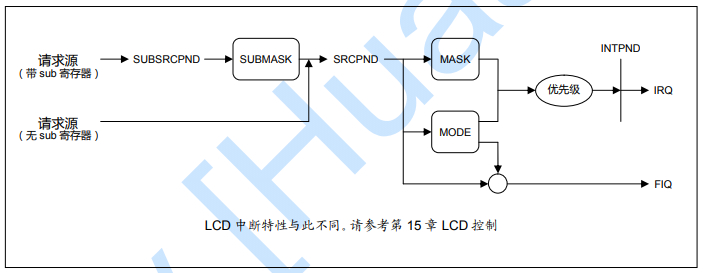 请求源
（带 sub 寄存器）
SUBSRCPND
SUBMASK
SRCPND
MASK
INTPND
优先级
IRQ
请求源
（无 sub 寄存器）
MODE
FIQ
LCD 中断特性与此不同。请参考第 15 章 LCD 控制